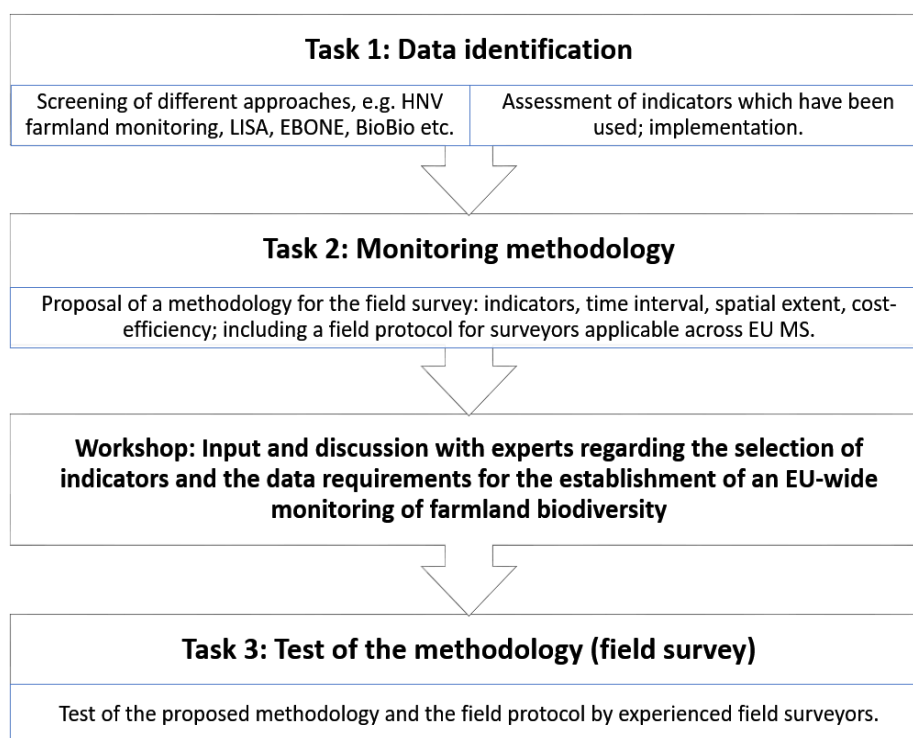 Task 1: Data identification
Screening of different approaches, e.g. HNV
farmland monitoring, LISA, EBONE, BioBio etc.
Assessment of indicators which have been
used; implementation.
Task 2: Monitoring methodology
Proposal of a methodology for the field survey: indicators, time interval, spatial extent, cost-
efficiency; including a field protocol for surveyors applicable across EU MS.
Workshop: Input and discussion with experts regarding the selection of
indicators and the data requirements for the establishment of an EU-wide
monitoring of farmland biodiversity
Task 3: Test of the methodology (field survey)
Test of the proposed methodology and the field protocol by experienced field surveyors.